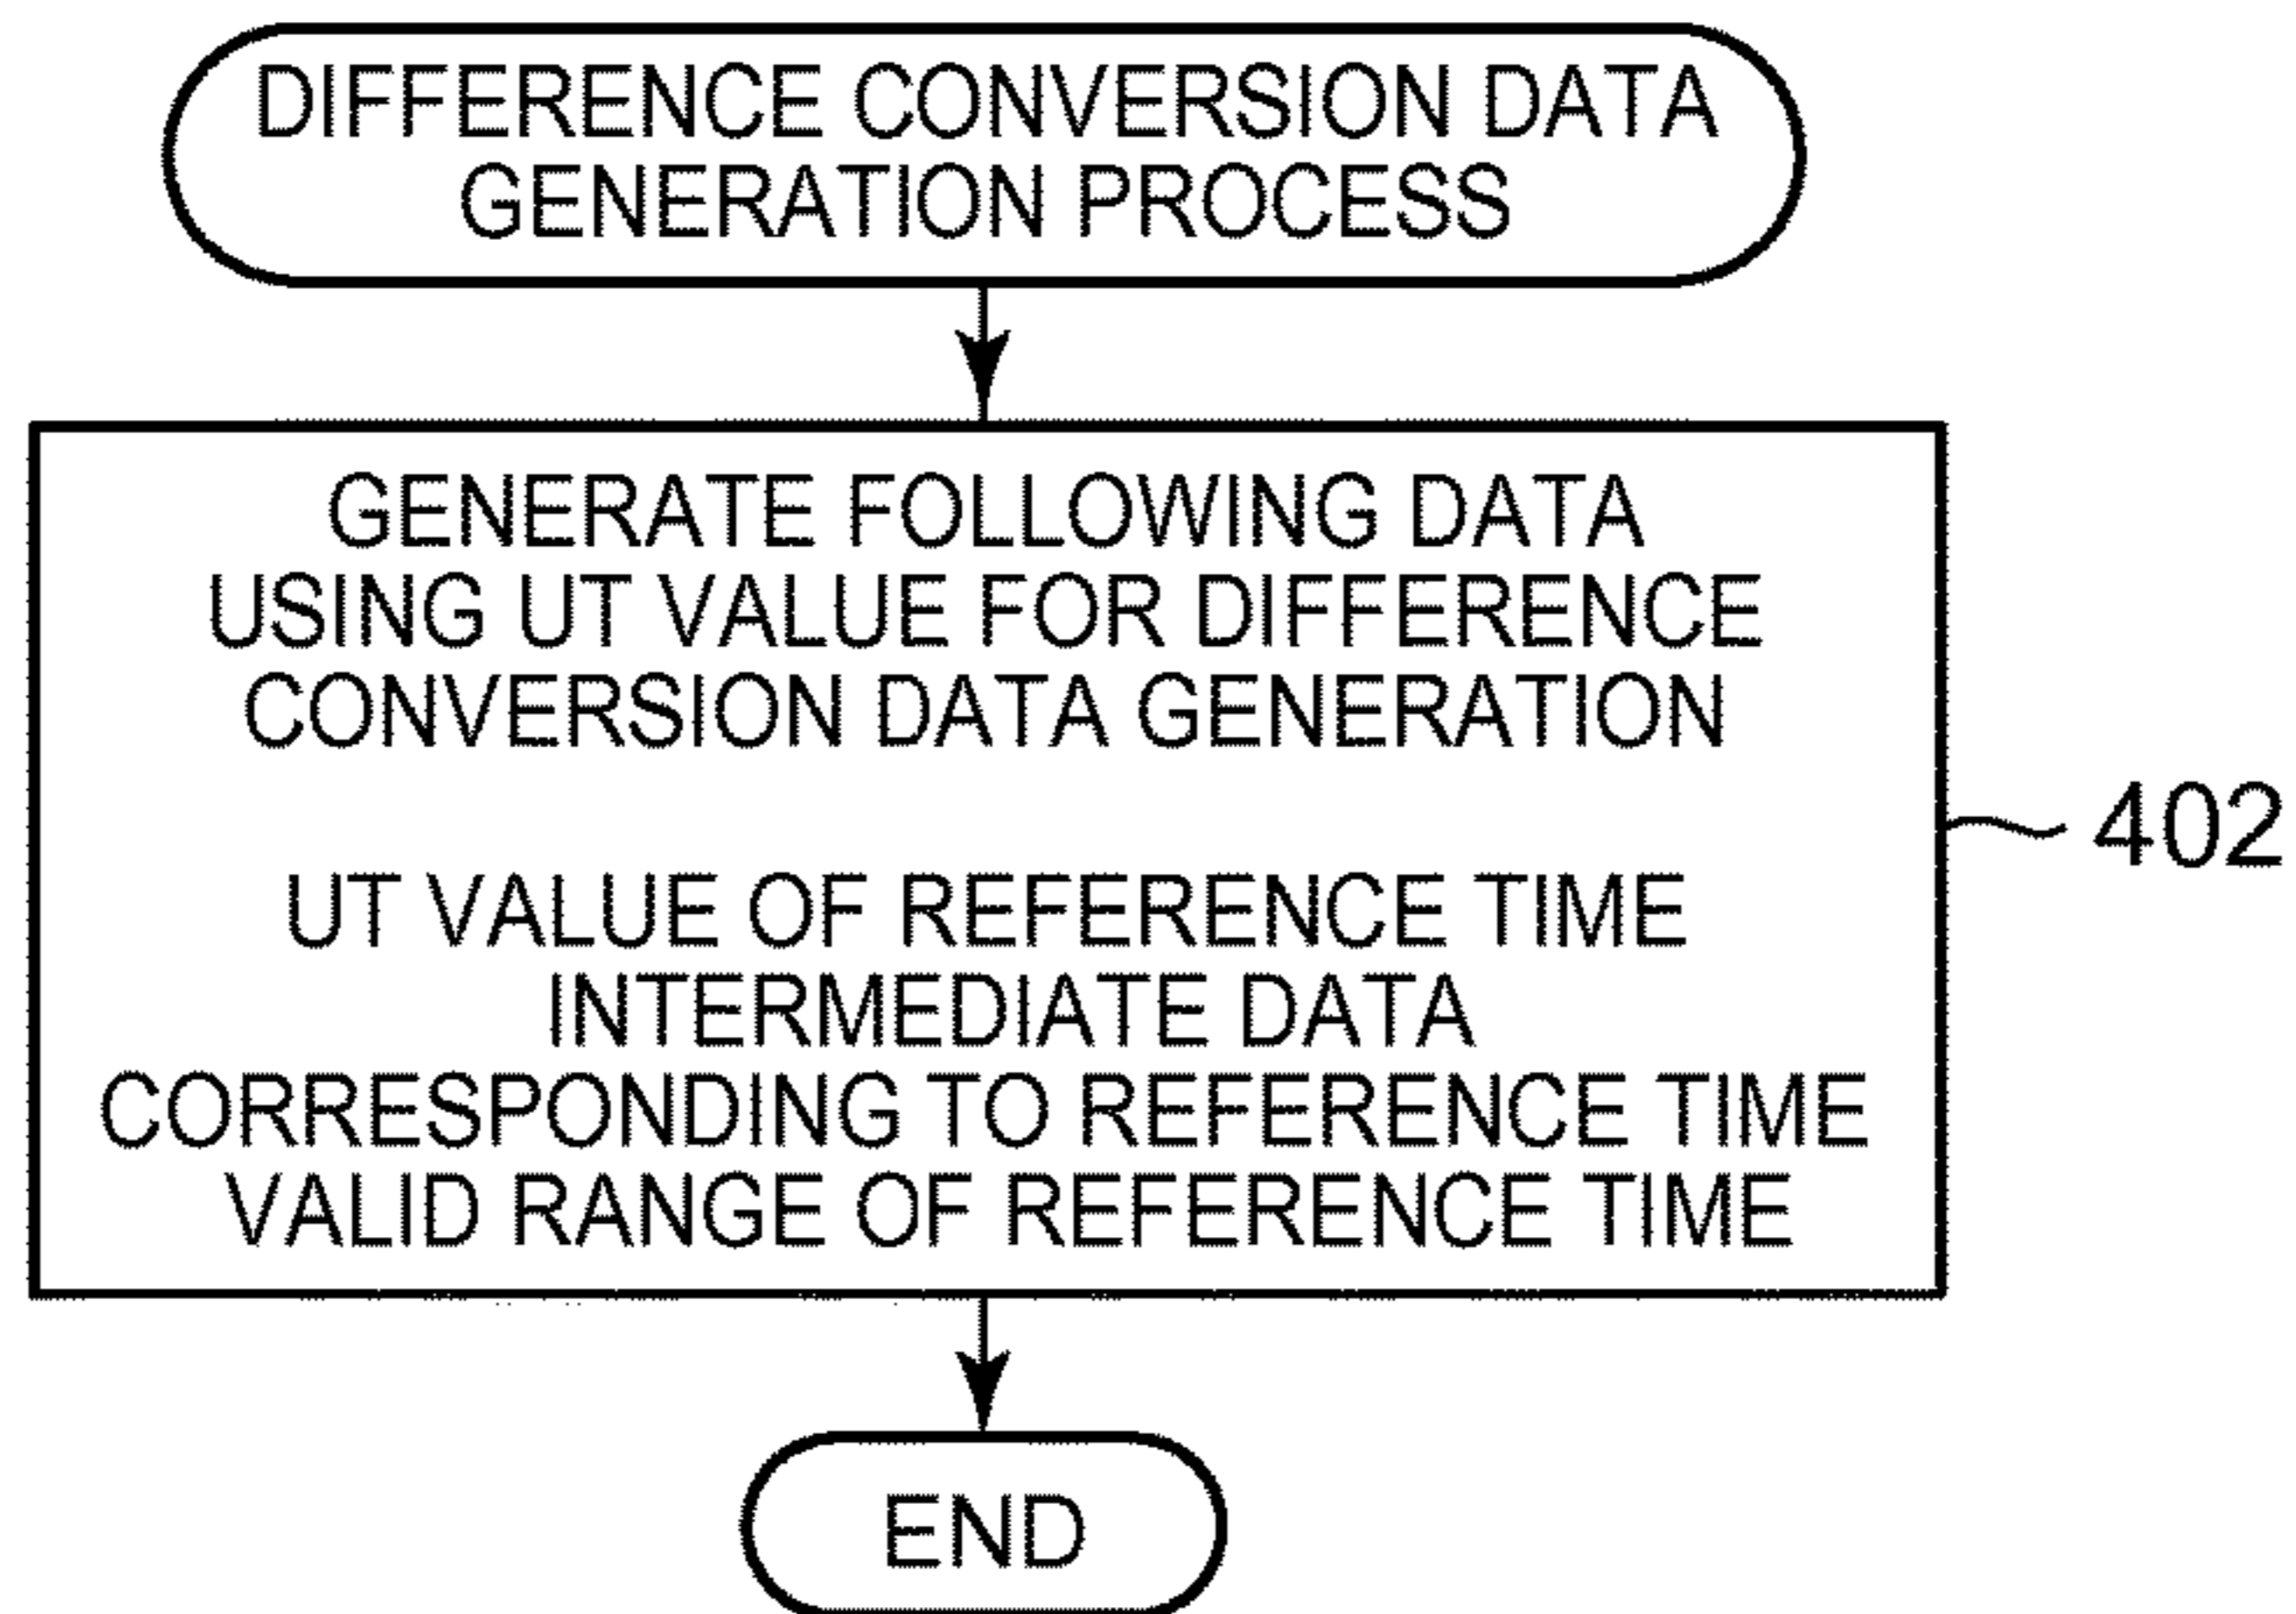 DIFFERENCE CONVERSION DATA
GENERATION PROCESS
GENERATE FOLLOWING DATA
USING UT VALUE FOR DIFFERENCE
CONVERSION DATA GENERATION
UT VALUE OF REFERENCE TIME
INTERMEDIATE DATA
CORRESPONDING TO REFERENCE TIME
VALID RANGE OF REFERENCE TIME
402
END